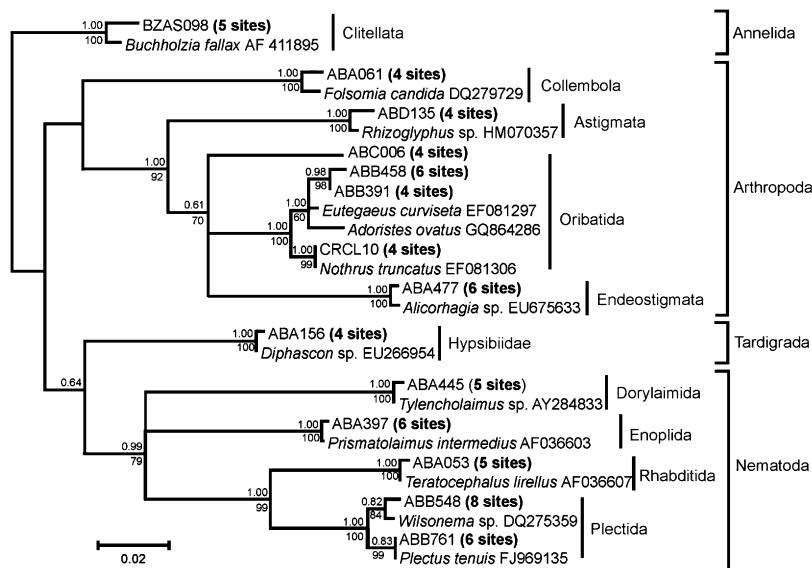 1.00
BZAS098 (5 sites)
100
Buchholzia fallax AF 411895
Clitellata
Annelida
1.00
ABA061 (4 sites)
100
Folsomia candida DQ279729
Collembola
1.00
ABD135 (4 sites)
100
Rhizoglyphus sp. HM070357
Astigmata
1.00
92
ABC006 (4 sites)
0.98
ABB458 (6 sites)
98
ABB391 (4 sites)
Arthropoda
0.61
70
Eutegaeus curviseta EF081297
1.00
60
Oribatida
Adoristes ovatus GQ864286
1.00
100
CRCL10 (4 sites)
1.00
99
Nothrus truncatus EF081306
1.00
ABA477 (6 sites)
100
Alicorhagia sp. EU675633
Endeostigmata
1.00
ABA156 (4 sites)
100
Diphascon sp. EU266954
Hypsibiidae
Tardigrada
0.64
1.00
ABA445 (5 sites)
100
Tylencholaimus sp. AY284833
Dorylaimida
1.00
ABA397 (6 sites)
100
Prismatolaimus intermedius AF036603
Enoplida
0.99
79
1.00
ABA053 (5 sites)
100
Teratocephalus lirellus AF036607
Rhabditida
Nematoda
1.00
99
0.82
ABB548 (8 sites)
84
Wilsonema sp. DQ275359
Plectida
1.00
100
0.83
ABB761 (6 sites)
99
Plectus tenuis FJ969135
0.02